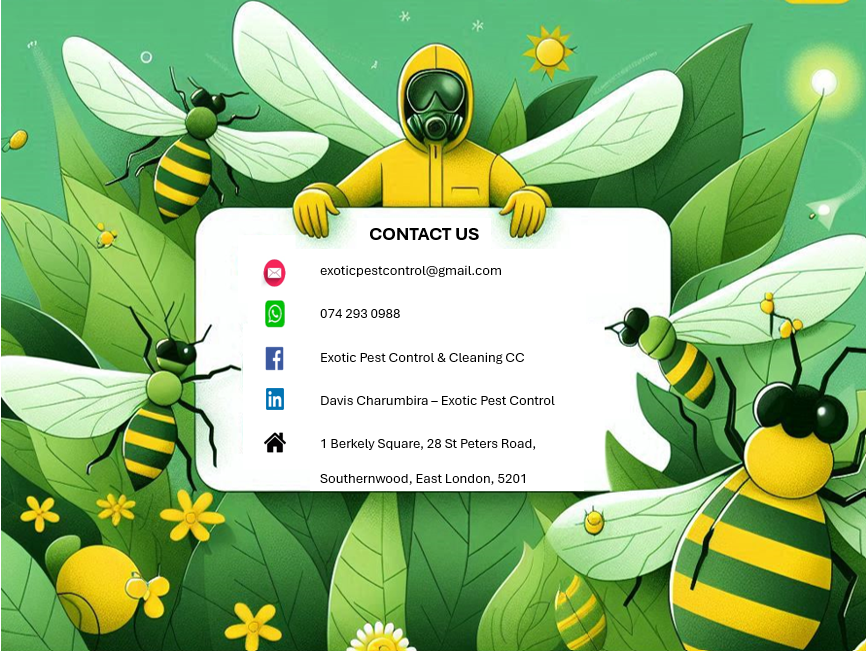 CONTACT US
exoticpestcontrol@gmail.com
074 293 0988
Exotic Pest Control & Cleaning CC
Davis Charumbira – Exotic Pest Control
1 Berkely Square, 28 St Peters Road,
Southernwood, East London, 5201